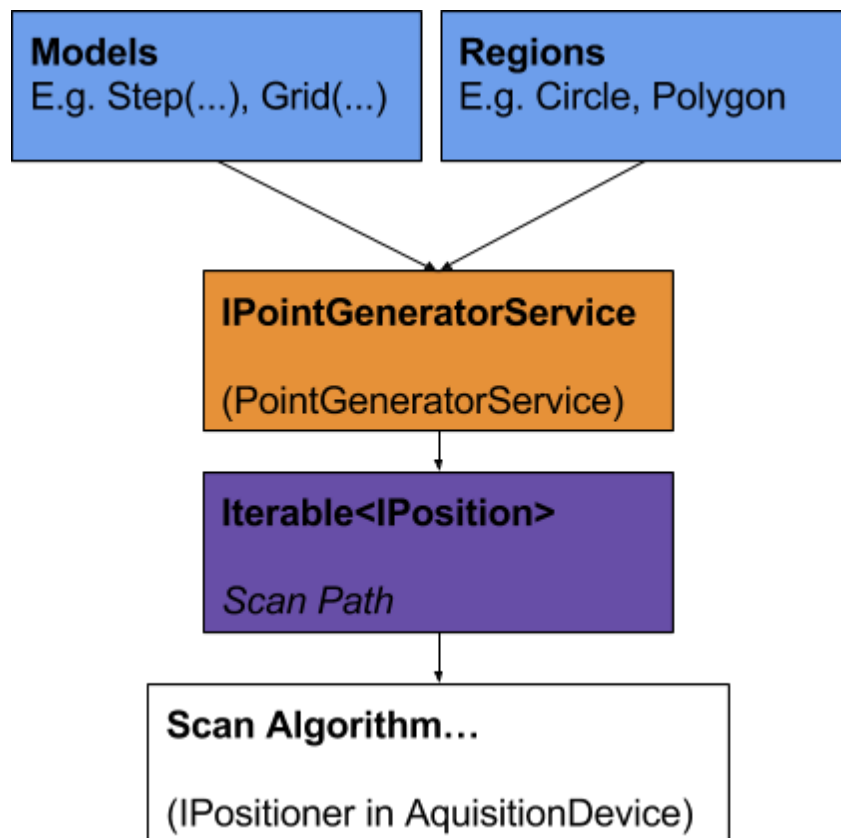 Models
E.g. Step(...), Grid(...)
Regions
E.g. Circle, Polygon
IPointGeneratorService
(PointGeneratorService)
Iterable<IPosition>
Scan Path
Scan Algorithm…
(IPositioner in AquisitionDevice)